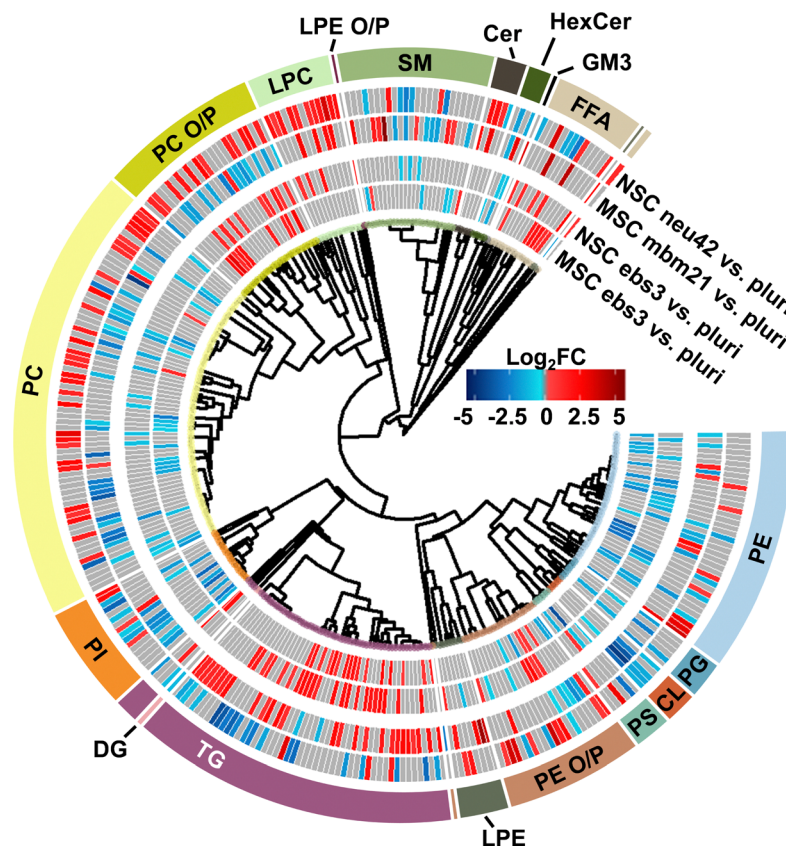 LPE O/P
HexCer
Cer
GM3
SM
LPC
FFA
PC O/P
NSC neu42 vs. pluri
MSC mbm21 vs. pluri
NSC ebs3 vs. pluri
MSC ebs3 vs. pluri
PC
Log2FC
-5 -2.5 0 2.5 5
PE
PI
PG
CL
PS
DG
TG
PE O/P
LPE